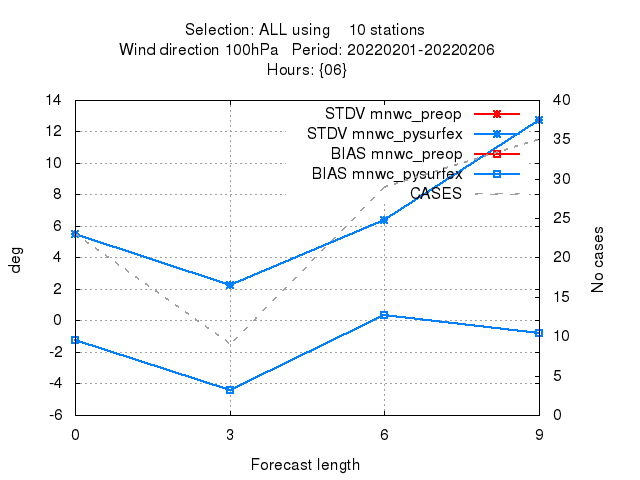 Selection: ALL using    10 stations
Wind direction 100hPa   Period: 20220201-20220206
Hours: {06}
STDV mnwc_preop
STDV mnwc_pysurfex
BIAS mnwc_preop
BIAS mnwc_pysurfex
CASES
deg
14
12
10
8
6
4
2
0
-2
-4
-6
No cases
40
35
30
25
20
15
10
5
0
0 3 6 9
Forecast length